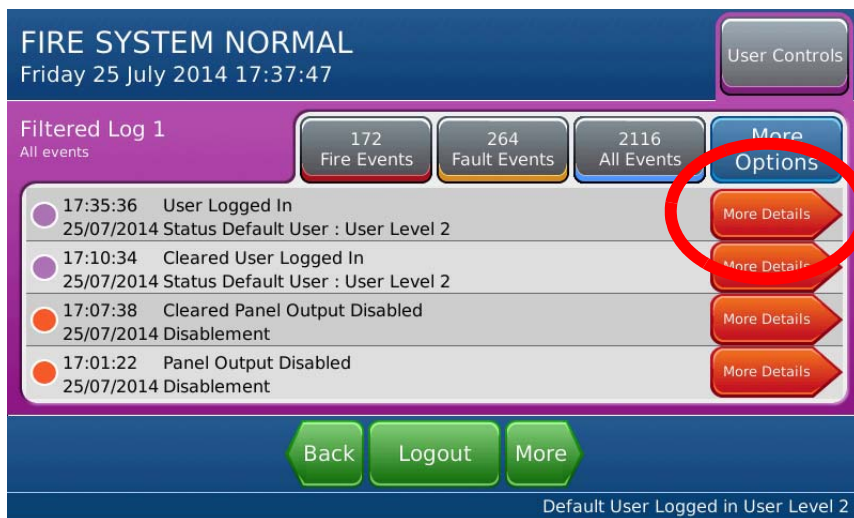 FIRE SYSTEM NORMAL
Friday 25 July 2014 17:37:47
User Controls
Filtered Log 1
All events
172
Fire Events
264
Fault Events
2116
All Events
More
Options
17:35:36 User Logged In
25/07/2014 Status Default User : User Level 2
More Details
17:10:34 Cleared User Logged In
25/07/2014 Status Default User : User Level 2
More Details
17:07:38 Cleared Panel Output Disabled
25/07/2014 Disablement
More Details
17:01:22 Panel Output Disabled
25/07/2014 Disablement
More Details
Back
Logout
More
Default User Logged in User Level 2